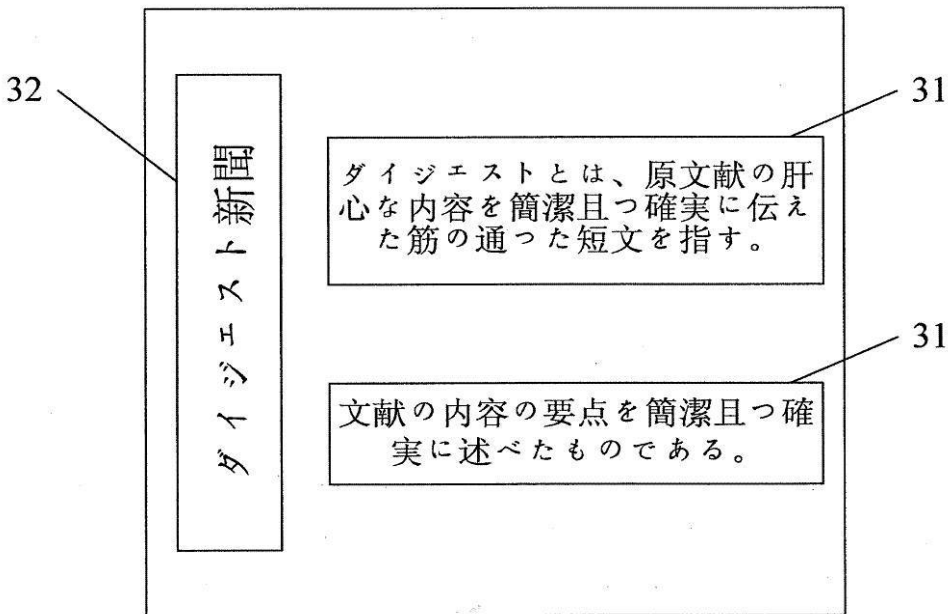 32
ダイジェスト新聞
31
ダイジェストとは、原文献の肝
心な内容を簡潔且つ確実に伝え
た筋の通った短文を指す。
31
文献の内容の要点を簡潔且つ確
実に述べたものである。